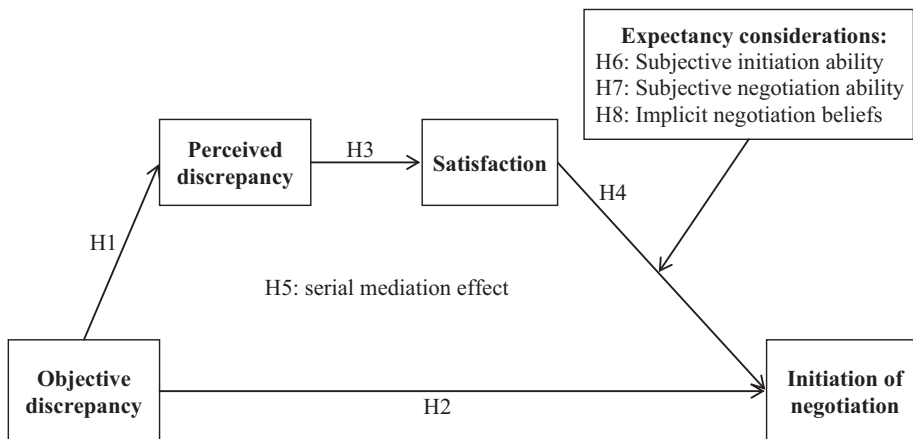 Expectancy considerations:
H6: Subjective initiation ability
H7: Subjective negotiation ability
H8: Implicit negotiation beliefs
Perceived
discrepancy
H3
Satisfaction
H4
H1
H5: serial mediation effect
Objective
discrepancy
H2
Initiation of
negotiation